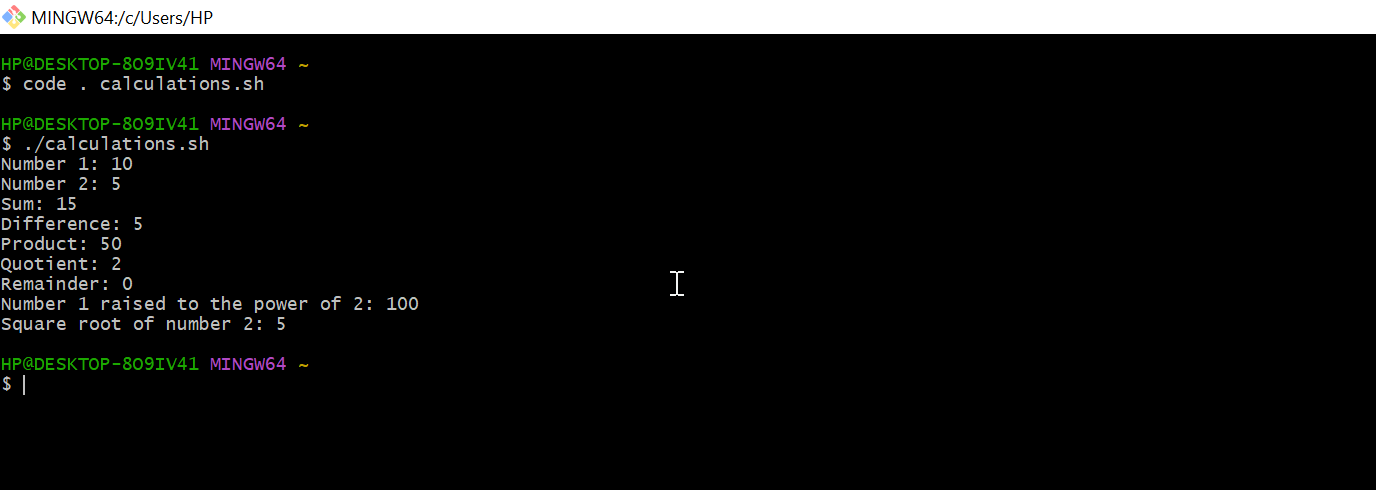 MINGW64:/c/Users/HP
HP@DESKTOP-8O9IV41 MINGW64 ~
$ code . calculations.sh
HP@DESKTOP-8O9IV41 MINGW64 ~
$ ./calculations.sh
Number 1: 10
Number 2: 5
Sum: 15
Difference: 5
Product: 50
Quotient: 2
Remainder: 0
Number 1 raised to the power of 2: 100
Square root of number 2: 5
HP@DESKTOP-8O9IV41 MINGW64 ~
$